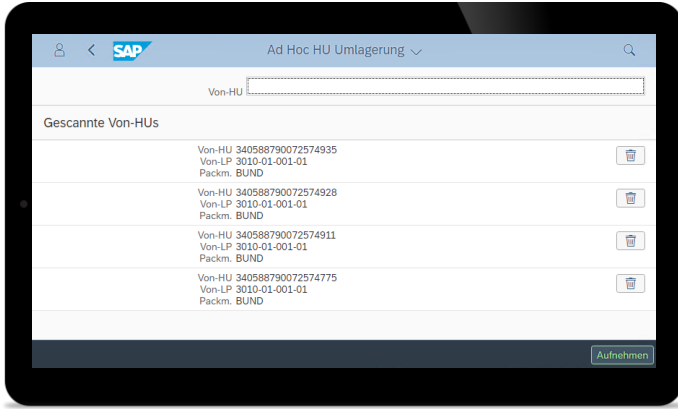 SAP
Ad Hoc HU Umlagerung
Von-HU
Gescannte Von-HUs
Von-HU 340588790072574935
Von-LP 3010-01-001-01
Packm. BUND
Von-HU 340588790072574928
Von-LP 3010-01-001-01
Packm. BUND
Von-HU 340588790072574911
Von-LP 3010-01-001-01
Packm. BUND
Von-HU 340588790072574775
Von-LP 3010-01-001-01
Packm. BUND
Aufnehmen